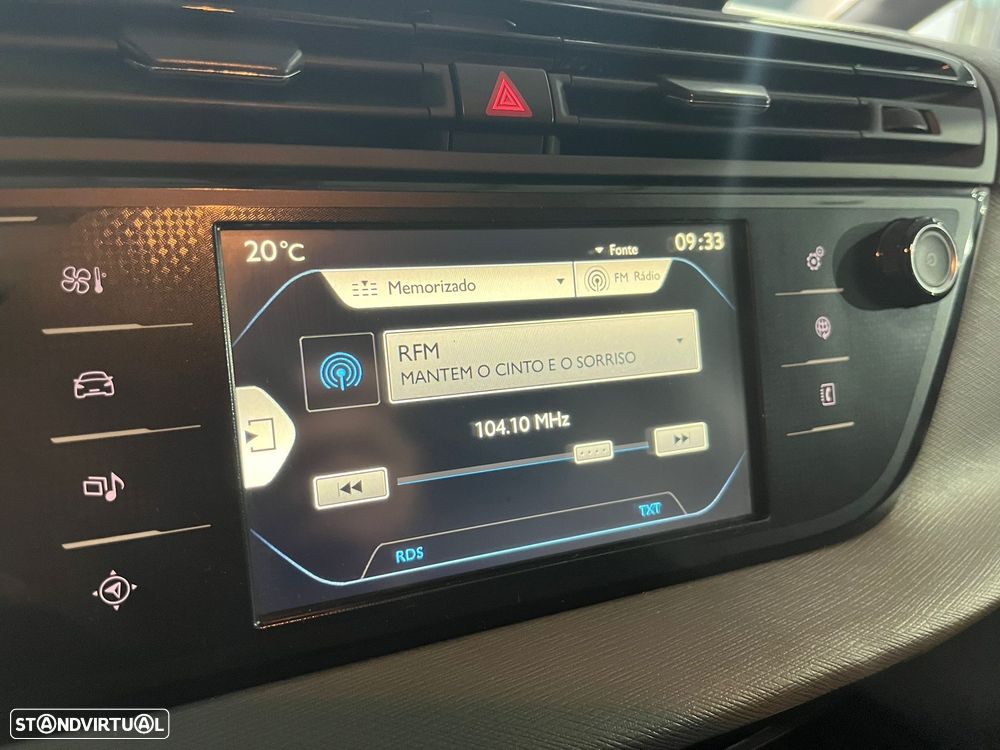 20°C
Fonte
09:33
Memorizado
FM Rádio
RFM
MANTEM O CINTO E O SORRISO
104.10 MHz
RDS
TXT
STANDVIRTUAL